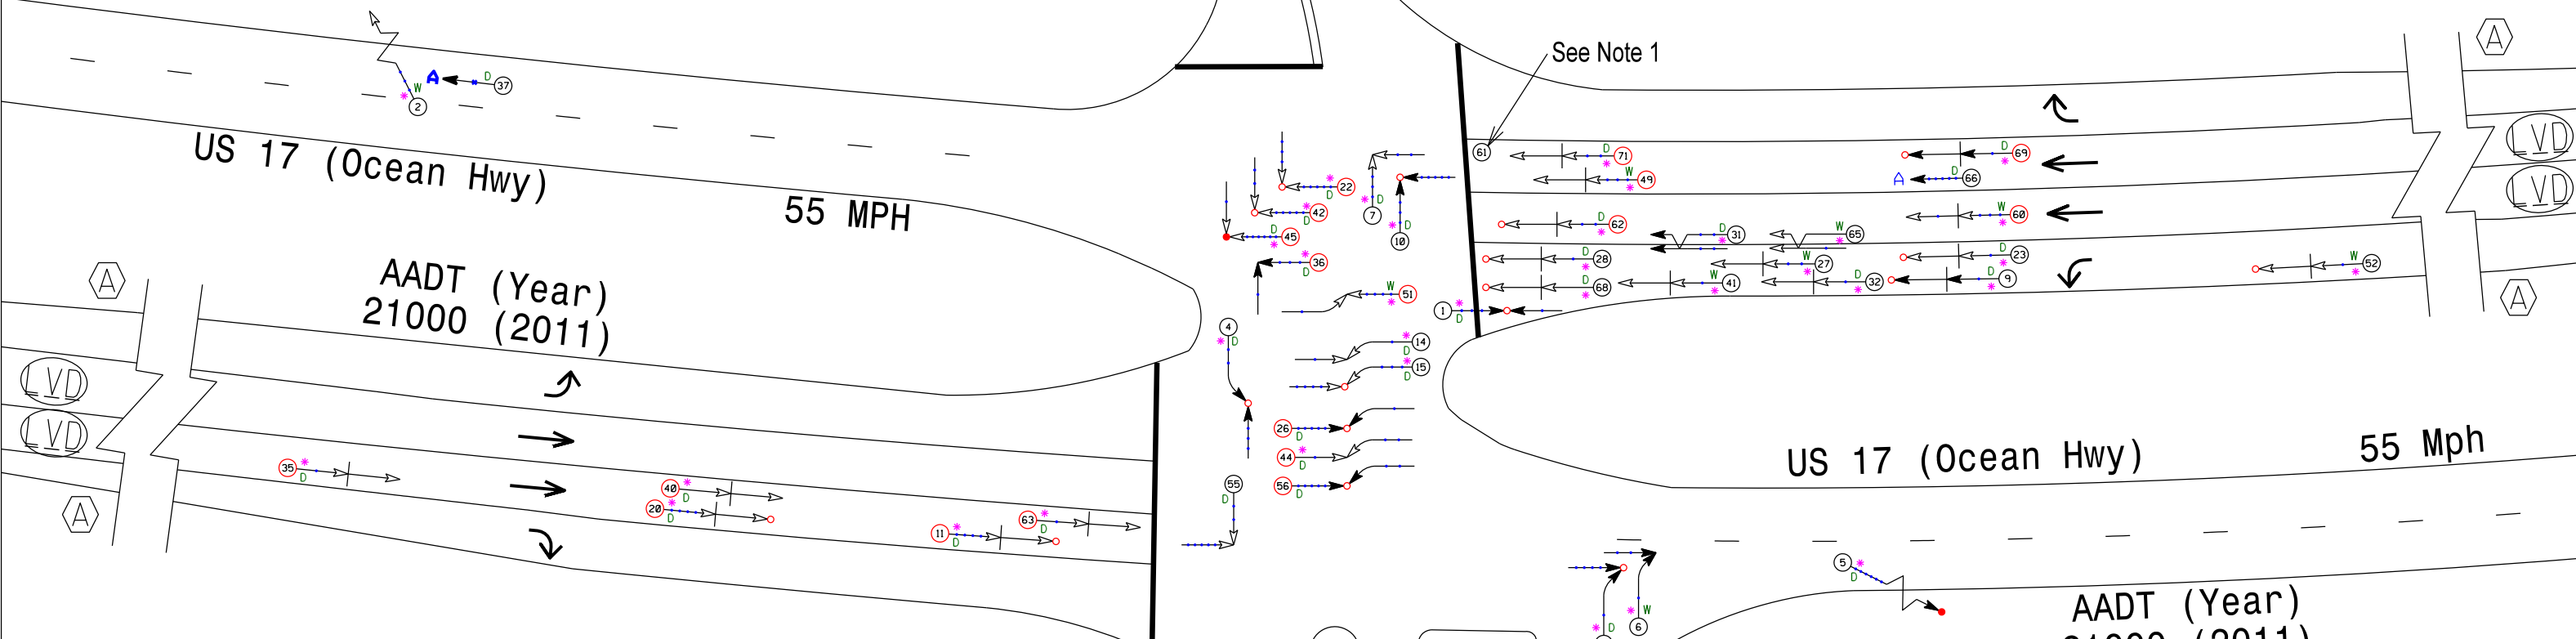 See Note 1
A
A
D
37
W
2
US 17 (Ocean Hwy)
55 MPH
AADT (Year)
21000 (2011)
A
LVD
LVD
A
22
D
42
D
D
45
36
D
W
51
7
D
D
10
4
D
14
D
15
D
26
D
44
D
56
D
55
D
61
D
71
W
49
D
69
A
D
66
LVD
LVD
D
62
31
D
W
65
W
60
D
28
W
27
D
23
W
52
D
68
W
41
D
32
D
9
A
1
D
35
D
40
D
20
D
11
D
63
D
US 17 (Ocean Hwy)
55 Mph
5
D
W
D
6
AADT (Year)
21000 (2011)